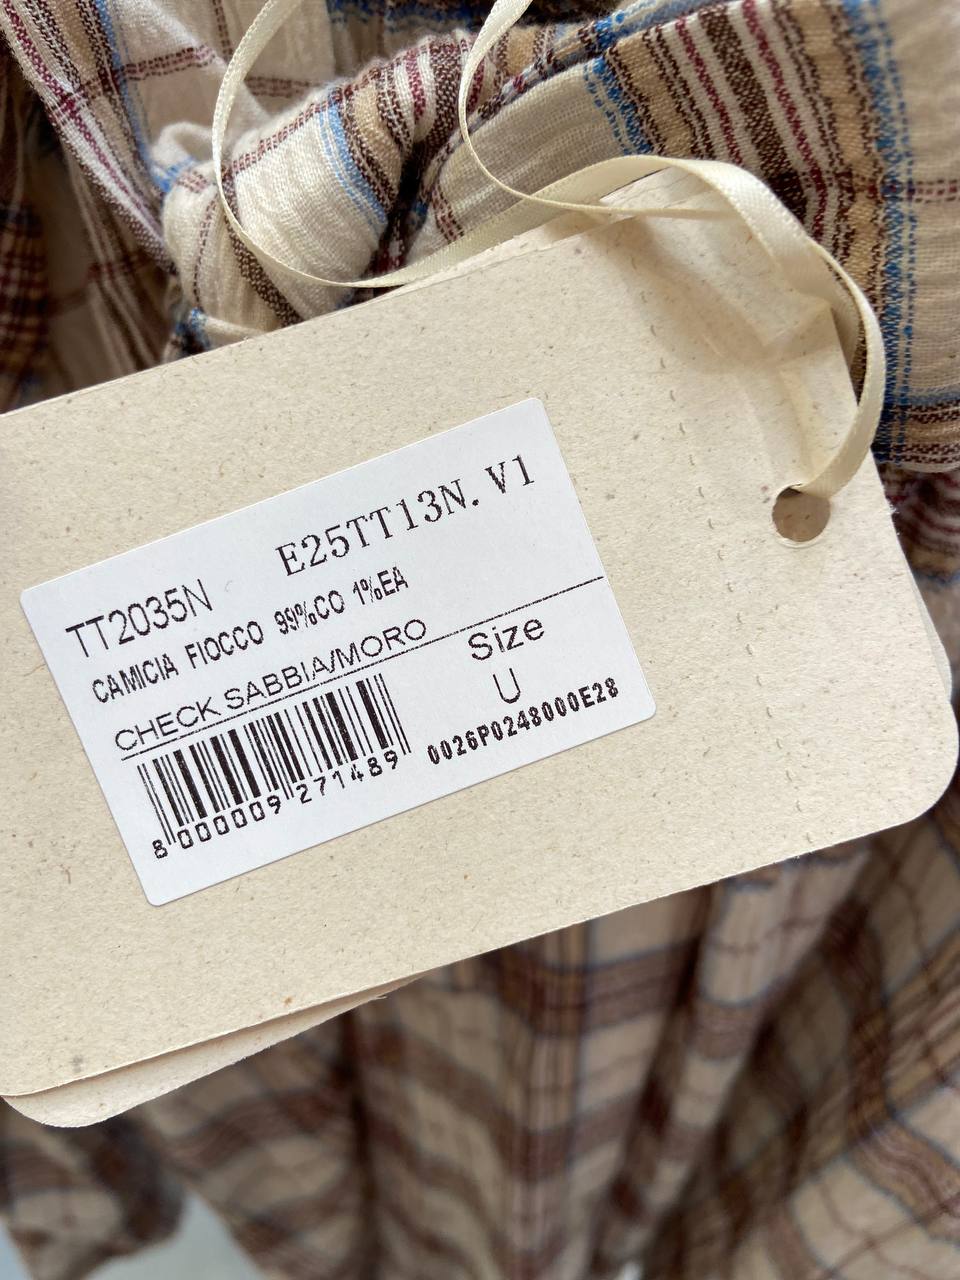 E25TT13N. V1
TT2035N
CAMICIA FIOCCO 99%CO 1%EA
CHECK SABBIA/MORO
Size
U
0026P0248000E28
8 000009 271489